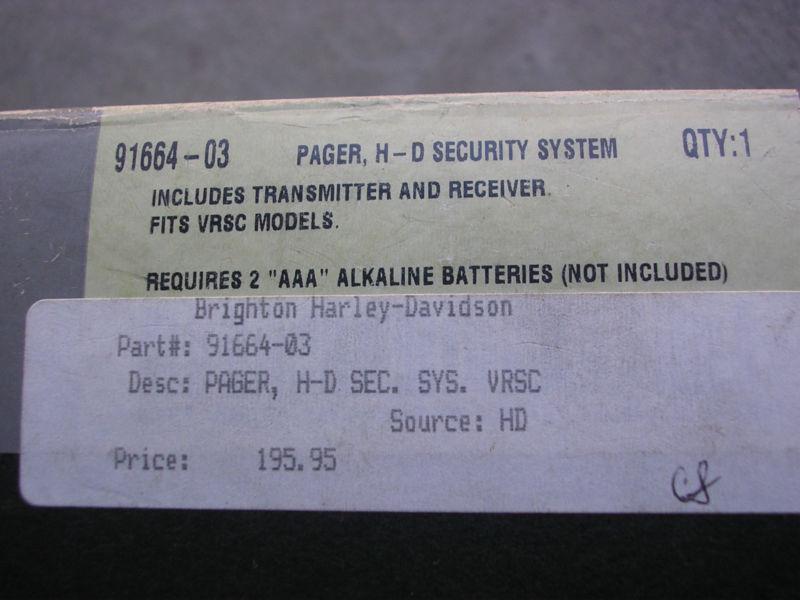 91664-03 PAGER, H-D SECURITY SYSTEM QTY:1
INCLUDES TRANSMITTER AND RECEIVER.
FITS VRSC MODELS.
REQUIRES 2 "AAA" ALKALINE BATTERIES (NOT INCLUDED)
Brighton Harley-Davidson
Part#: 91664-03
Desc: PAGER, H-D SEC. SYS. VRSC
Source: HD
Price: 195.95